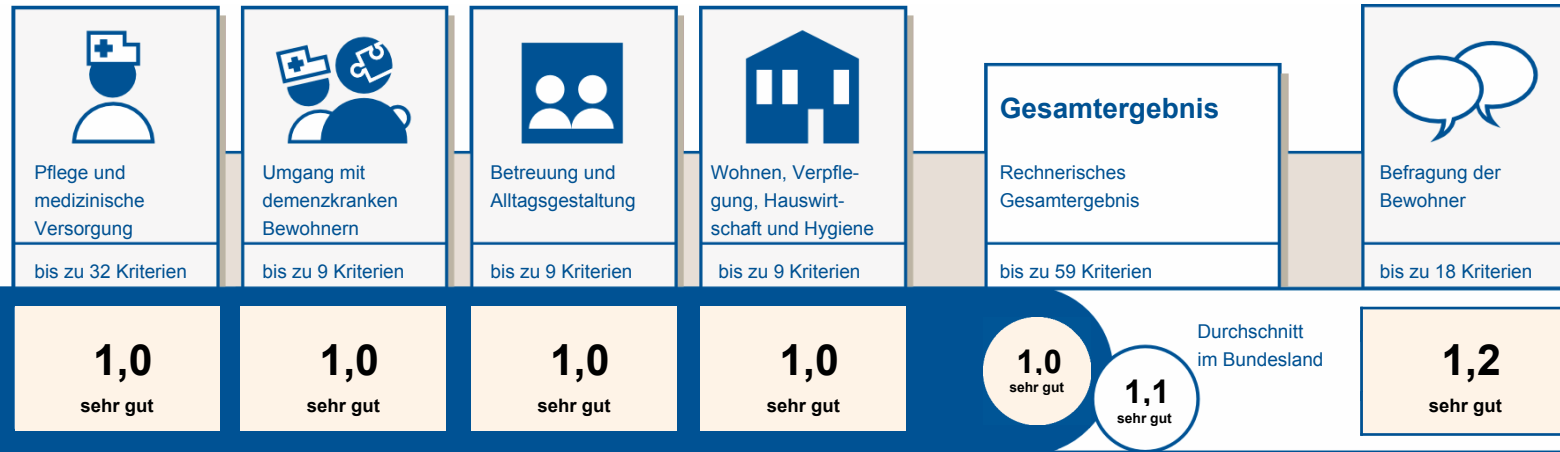 Pflege und
medizinische
Versorgung
bis zu 32 Kriterien
1,0
sehr gut
Umgang mit
demenzkranken
Bewohnern
bis zu 9 Kriterien
1,0
sehr gut
Betreuung und
Alltagsgestaltung
bis zu 9 Kriterien
1,0
sehr gut
Wohnen, Verpfle-
gung, Hauswirt-
schaft und Hygiene
bis zu 9 Kriterien
1,0
sehr gut
Gesamtergebnis
Rechnerisches
Gesamtergebnis
bis zu 59 Kriterien
1,0
sehr gut
1,1
sehr gut
Durchschnitt
im Bundesland
Befragung der
Bewohner
bis zu 18 Kriterien
1,2
sehr gut